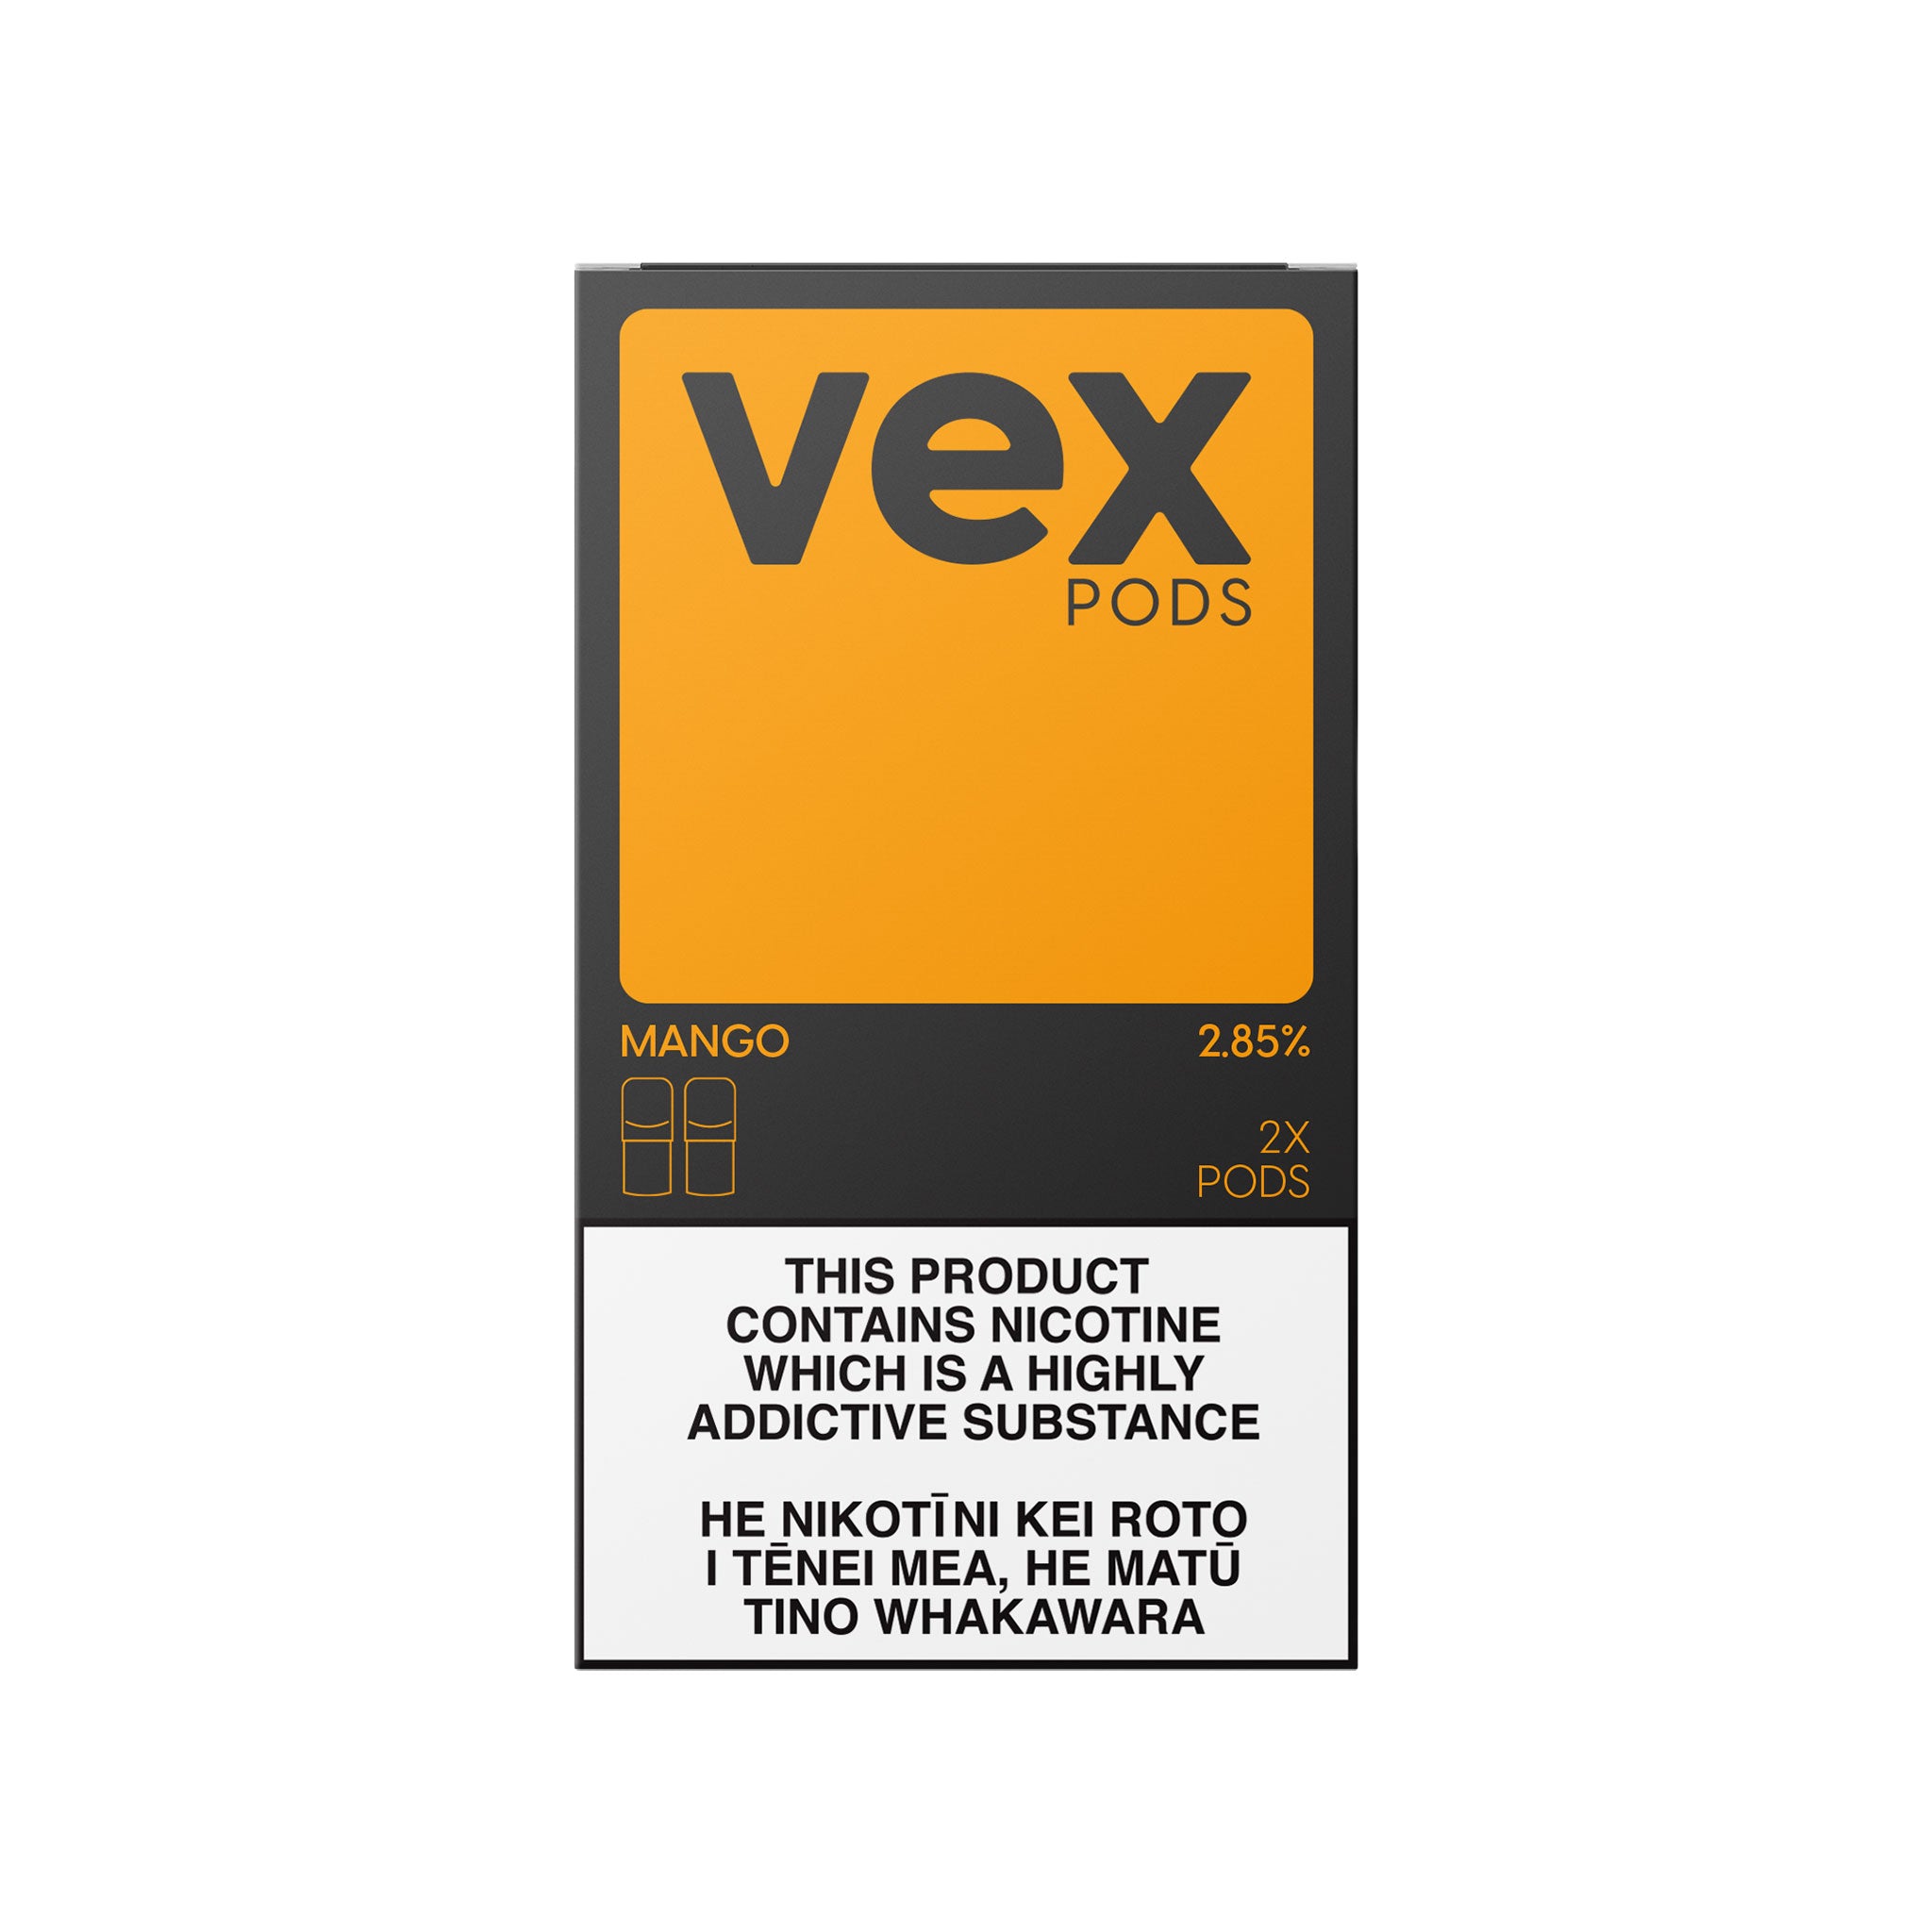 vex
PODS
MANGO 2.85%
2X
PODS
THIS PRODUCT
CONTAINS NICOTINE
WHICH IS A HIGHLY
ADDICTIVE SUBSTANCE
HE NIKOTĪNI KEI ROTO
I TĒNEI MEA, HE MATŪ
TINO WHAKAWARA